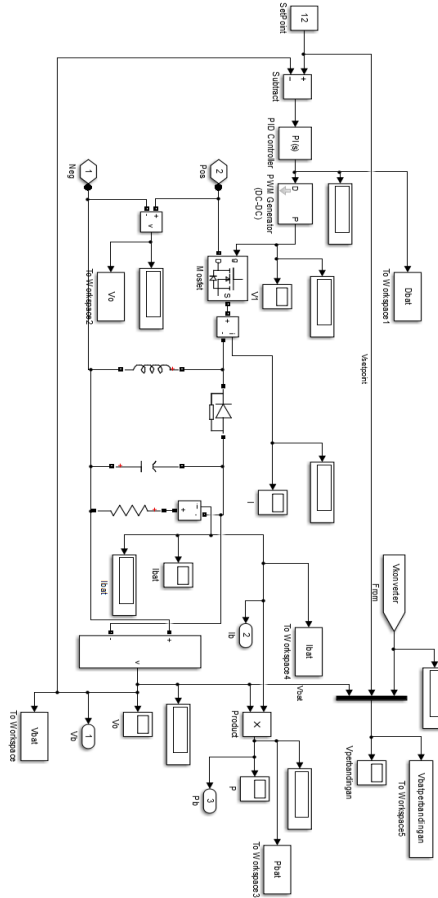 12
SetPoint
Subtract
PI(s)
PID Controller
D
P
PWM Generator
(DC-DC)
Dbat
To Workspace1
Vsetpoint
1
Neg
2
Pos
+
-
v
Vo
To Workspace2
g
D
S
Mosfet
V1
+
-
i
I
Ibat
Ibat
2
Ib
Ibat
To Workspace4
Vkonverter
From
v
Vbat
To Workspace
1
Vb
Vo
Vbat
X
Product
3
Pb
P
Pbat
To Workspace3
Vperbandingan
Vbatperbandingan
To Workspace5